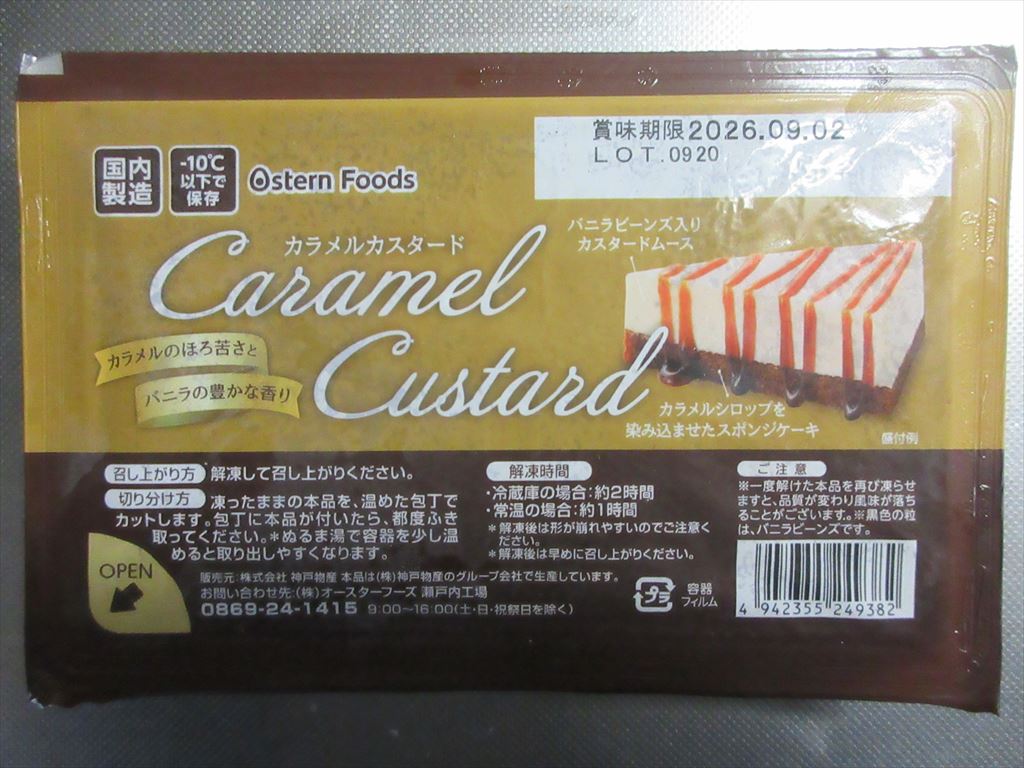 賞味期限2026.09.02
LOT.0920
国内
製造
-10℃
以下で
保存
Ostern Foods
カラメルカスタード
Caramel
Custard
バニラビーンズ入り
カスタードムース
カラメルのほろ苦さと
バニラの豊かな香り
カラメルシロップを
染み込ませたスポンジケーキ
盛付例
召し上がり方 解凍して召し上がりください。
切り分け方 凍ったままの本品を、温めた包丁で
カットします。包丁に本品が付いたら、都度ふき
取ってください。*ぬるま湯で容器を少し温
めると取り出しやすくなります。
解凍時間
・冷蔵庫の場合:約2時間
・常温の場合:約1時間
*解凍後は形が崩れやすいのでご注意く
ださい。
*解凍後は早めに召し上がりください。
ご注意
※一度解けた本品を再び凍らせ
ますと、品質が変わり風味が落ち
ることがございます。※黒色の粒
は、バニラビーンズです。
OPEN
販売元:株式会社 神戸物産 本品は(株)神戸物産のグループ会社で生産しています。
お問い合わせ先:(株)オースターフーズ 瀬戸内工場
0869-24-1415 9:00~16:00(土・日・祝祭日を除く)
プラ
容器
フィルム
4 942355 249382